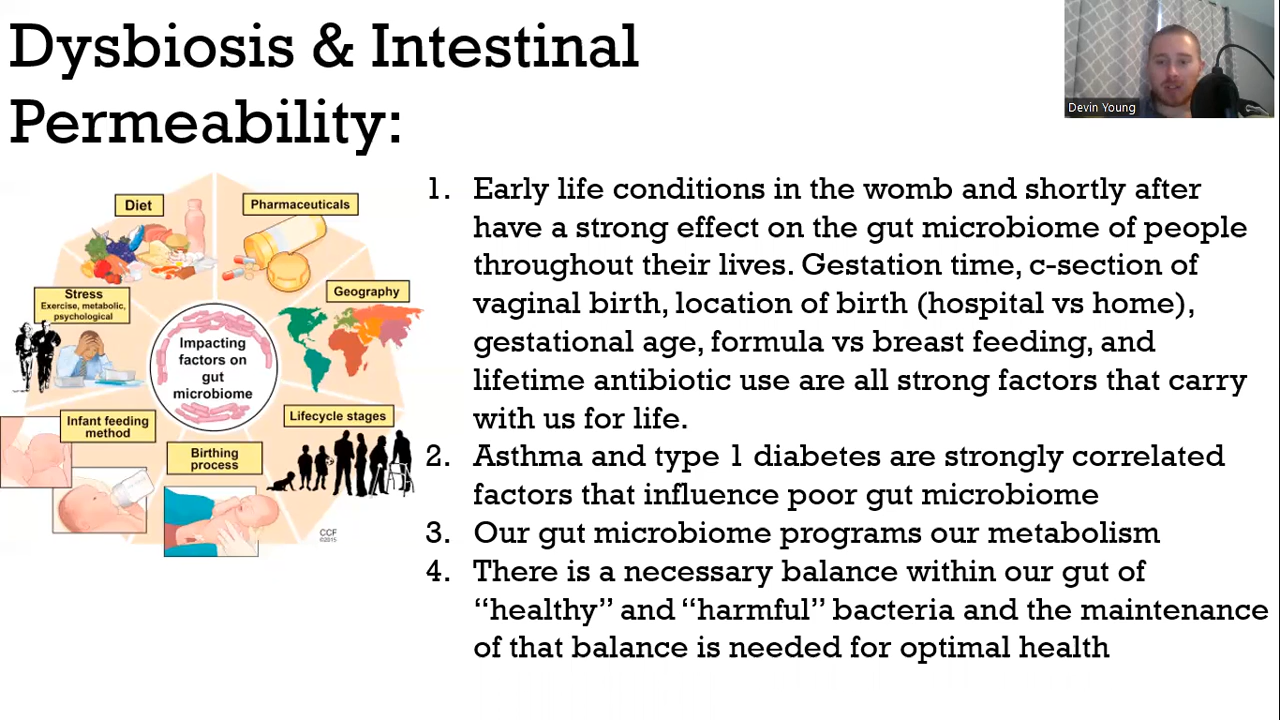 Dysbiosis & Intestinal
Permeability:
Devin Young
Diet
Pharmaceuticals
Stress
Exercise, metabolic,
psychological
Geography
Impacting
factors on
gut
microbiome
Infant feeding
method
Lifecycle stages
Birthing
process
CCF
©2015
1. Early life conditions in the womb and shortly after
have a strong effect on the gut microbiome of people
throughout their lives. Gestation time, c-section of
vaginal birth, location of birth (hospital vs home),
gestational age, formula vs breast feeding, and
lifetime antibiotic use are all strong factors that carry
with us for life.
2. Asthma and type 1 diabetes are strongly correlated
factors that influence poor gut microbiome
3. Our gut microbiome programs our metabolism
4. There is a necessary balance within our gut of
“healthy” and “harmful” bacteria and the maintenance
of that balance is needed for optimal health